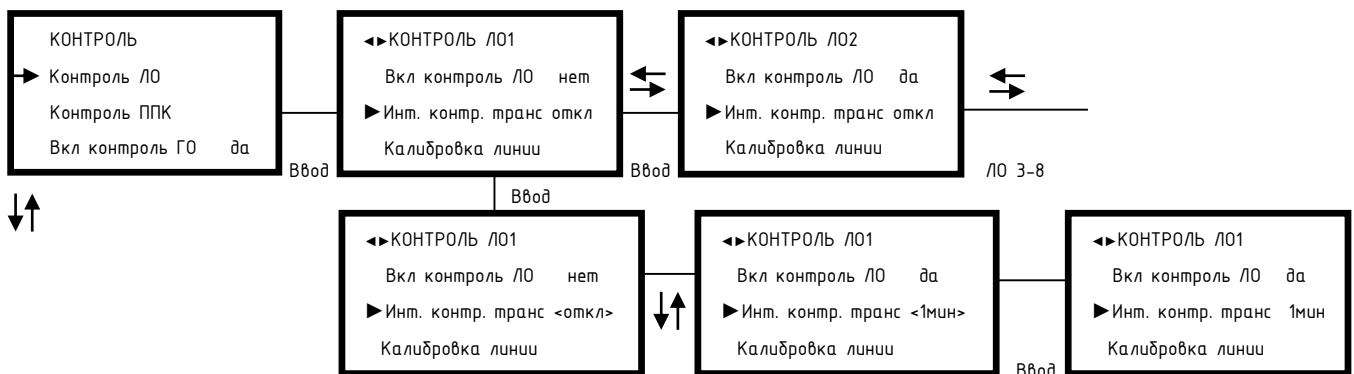 КОНТРОЛЬ
Контроль ЛО
Контроль ППК
Вкл контроль ГО да
Ввод
◄►КОНТРОЛЬ ЛО1
Вкл контроль ЛО нет
►Инт. контр. транс откл
Калибровка линии
Ввод
◄►КОНТРОЛЬ ЛО2
Вкл контроль ЛО да
►Инт. контр. транс откл
Калибровка линии
ЛО 3-8
Ввод
◄►КОНТРОЛЬ ЛО1
Вкл контроль ЛО нет
►Инт. контр. транс <откл>
Калибровка линии
◄►КОНТРОЛЬ ЛО1
Вкл контроль ЛО да
►Инт. контр. транс <1мин>
Калибровка линии
Ввод
◄►КОНТРОЛЬ ЛО1
Вкл контроль ЛО да
►Инт. контр. транс 1мин
Калибровка линии